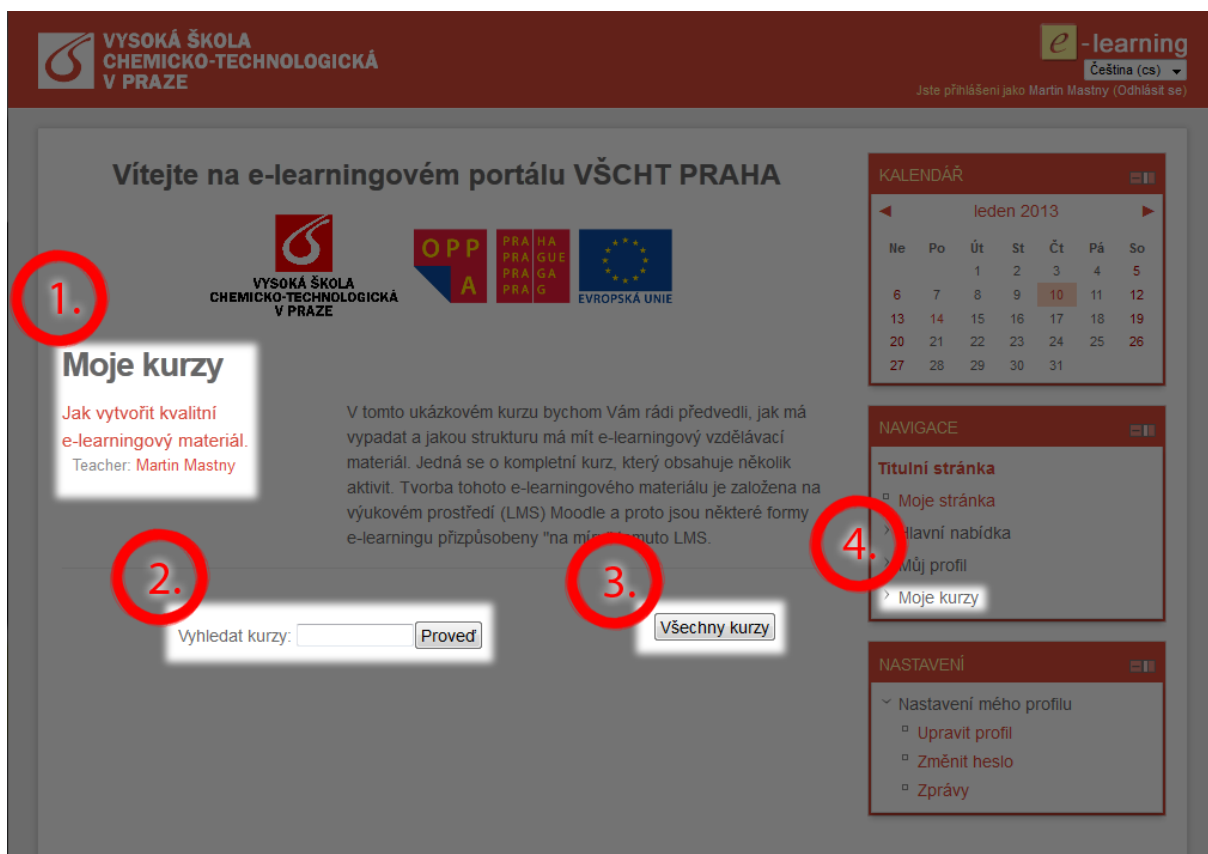 VYSOKÁ ŠKOLA
CHEMICKO-TECHNOLOGICKÁ
V PRAZE
e-learning
Čeština (cs)
Jste přihlášeni jako Martin Mastny (Odhlásit se)
Vítejte na e-learningovém portálu VŠCHT PRAHA
VYSOKÁ ŠKOLA
CHEMICKO-TECHNOLOGICKÁ
V PRAZE
OPP
A
PRA HA
PRA GUE
PRA GA
PRA G
EVROPSKÁ UNIE
1.
Moje kurzy
Jak vytvořit kvalitní
e-learningový materiál.
Teacher: Martin Mastny
V tomto ukázkovém kurzu bychom Vám rádi předvedli, jak má
vypadat a jakou strukturu má mít e-learningový vzdělávací
materiál. Jedná se o kompletní kurz, který obsahuje několik
aktivit. Tvorba tohoto e-learningového materiálu je založena na
výukovém prostředí (LMS) Moodle a proto jsou některé formy
e-learningu přizpůsobeny "na míru" tomuto LMS.
2.
Vyhledat kurzy: Proveď
3.
Všechny kurzy
KALENDÁŘ
leden 2013
Ne Po Út St Čt Pá So
1 2 3 4 5
6 7 8 9 10 11 12
13 14 15 16 17 18 19
20 21 22 23 24 25 26
27 28 29 30 31
NAVIGACE
Titulní stránka
Moje stránka
4.
Hlavní nabídka
Můj profil
Moje kurzy
NASTAVENÍ
Nastavení mého profilu
Upravit profil
Změnit heslo
Zprávy